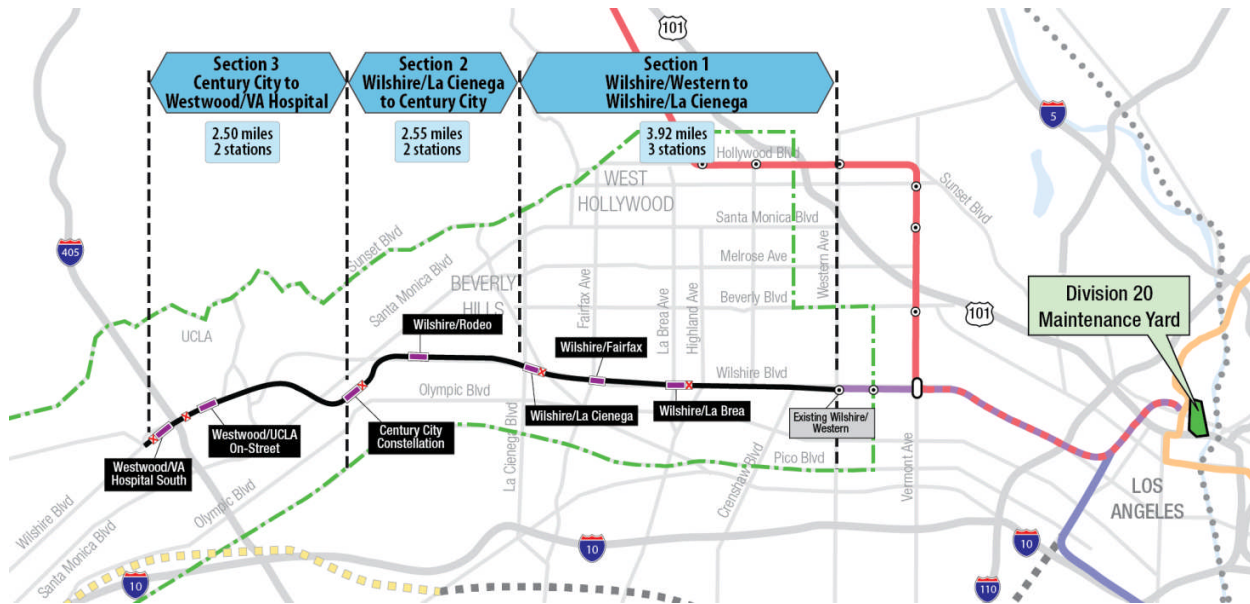 101
Section 3
Century City to
Westwood/VA Hospital
Section 2
Wilshire/La Cienega
to Century City
Section 1
Wilshire/Western to
Wilshire/La Cienega
2.50 miles
2 stations
2.55 miles
2 stations
3.92 miles
3 stations
5
Hollywood Blvd
WEST
HOLLYWOOD
Sunset Blvd
Santa Monica Blvd
405
Sunset Blvd
Santa Monica Blvd
Melrose Ave
Western Ave
BEVERLY
HILLS
Fairfax Ave
La Brea Ave
Highland Ave
Beverly Blvd
101
Division 20
Maintenance Yard
UCLA
Wilshire/Rodeo
Wilshire/Fairfax
Wilshire Blvd
Olympic Blvd
Wilshire/La Cienega
Wilshire/La Brea
Existing Wilshire/
Western
Westwood/UCLA
On-Street
Century City
Constellation
La Cienega Blvd
Crenshaw Blvd
Pico Blvd
Vermont Ave
Westwood/VA
Hospital South
Wilshire Blvd
Santa Monica Blvd
Olympic Blvd
LOS
ANGELES
10
10
10
110